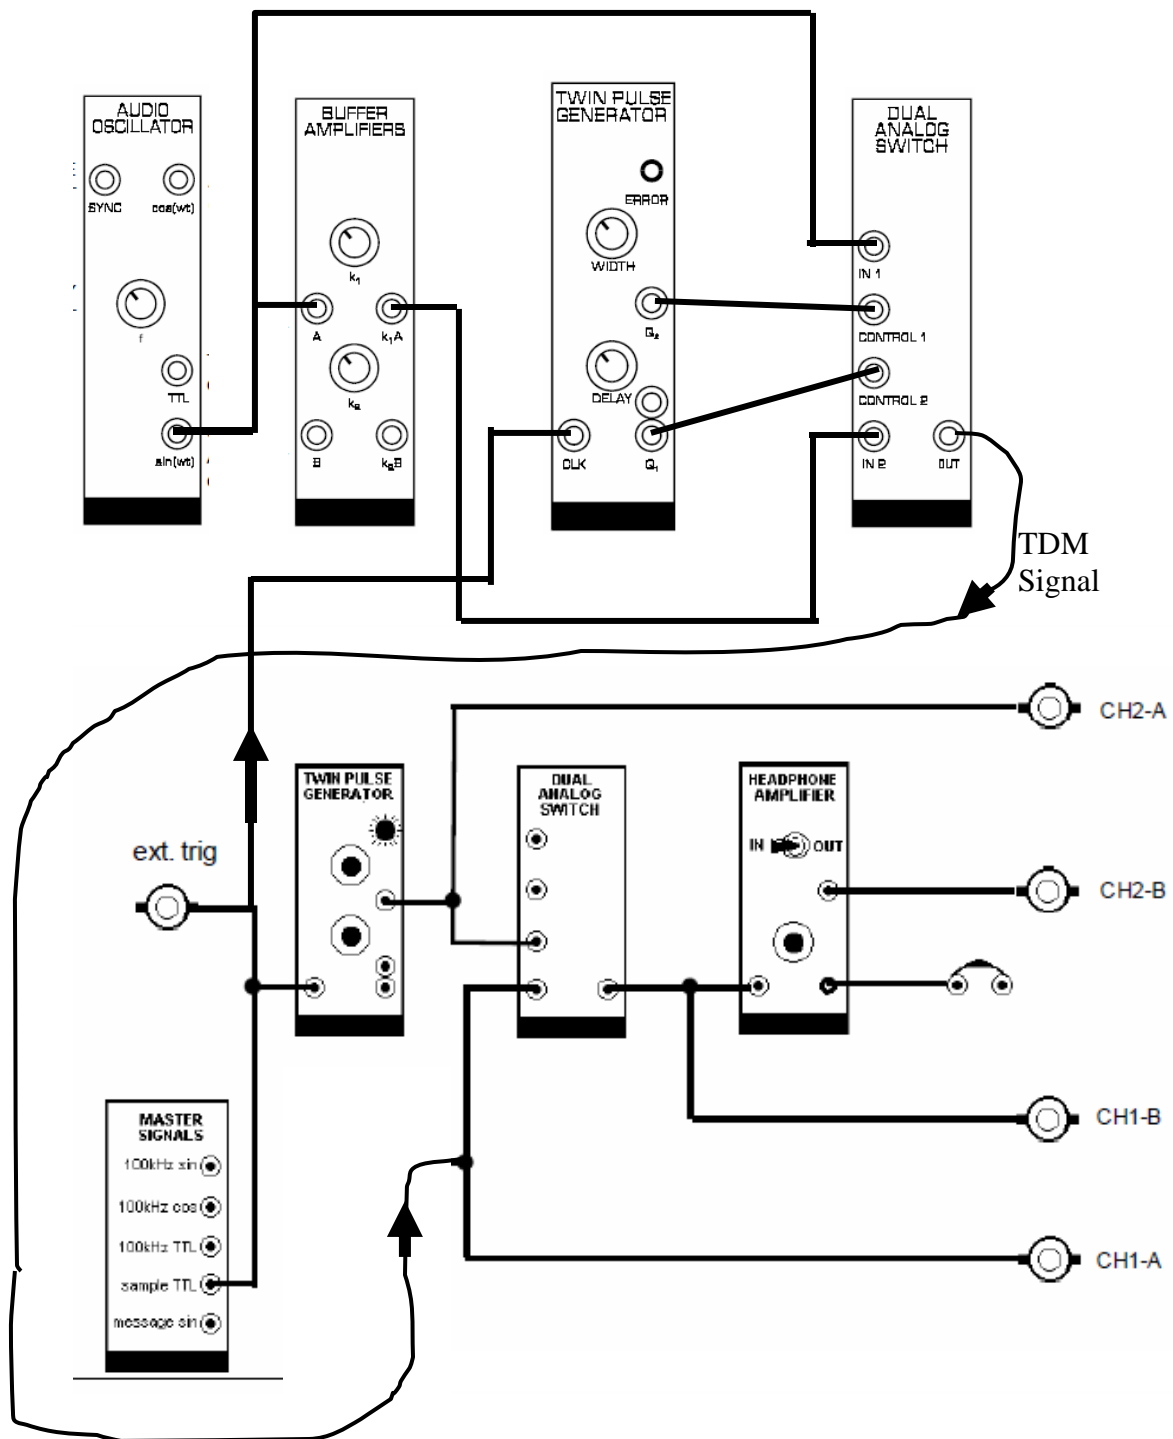 AUDIO
OSCILLATOR
SYNC
cos(wt)
f
TTL
sin(wt)
BUFFER
AMPLIFIERS
k1
A
k1A
k2
B
k2B
TWIN PULSE
GENERATOR
ERROR
WIDTH
Q2
DELAY
CLK
Q1
DUAL
ANALOG
SWITCH
IN 1
CONTROL 1
CONTROL 2
IN 2
OUT
TDM
Signal
CH2-A
TWIN PULSE
GENERATOR
DUAL
ANALOG
SWITCH
HEADPHONE
AMPLIFIER
IN
OUT
ext. trig
CH2-B
MASTER
SIGNALS
100kHz sin
100kHz cos
100kHz TTL
sample TTL
message sin
CH1-B
CH1-A